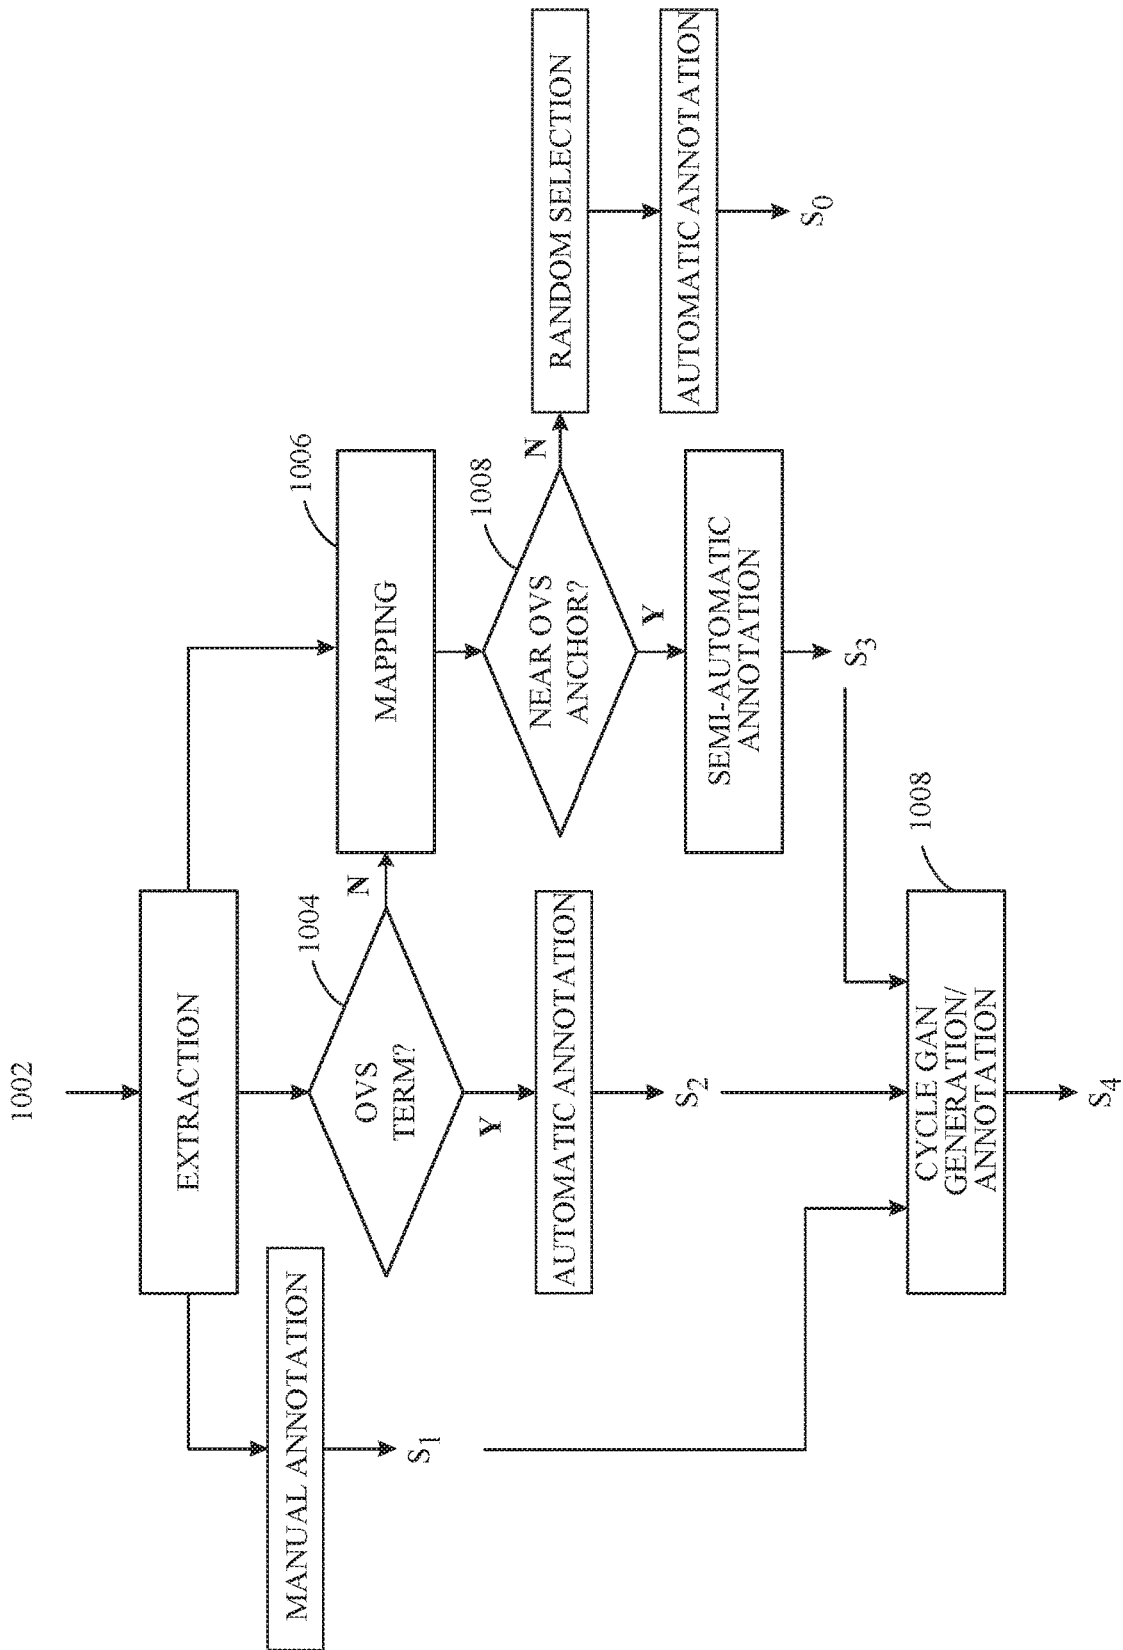 1002
EXTRACTION
MANUAL ANNOTATION
S1
1004
OVS
TERM?
N
Y
AUTOMATIC ANNOTATION
S2
1006
MAPPING
1008
NEAR OVS
ANCHOR?
N
Y
SEMI-AUTOMATIC
ANNOTATION
S3
RANDOM SELECTION
AUTOMATIC ANNOTATION
S0
1008
CYCLE GAN
GENERATION/
ANNOTATION
S4